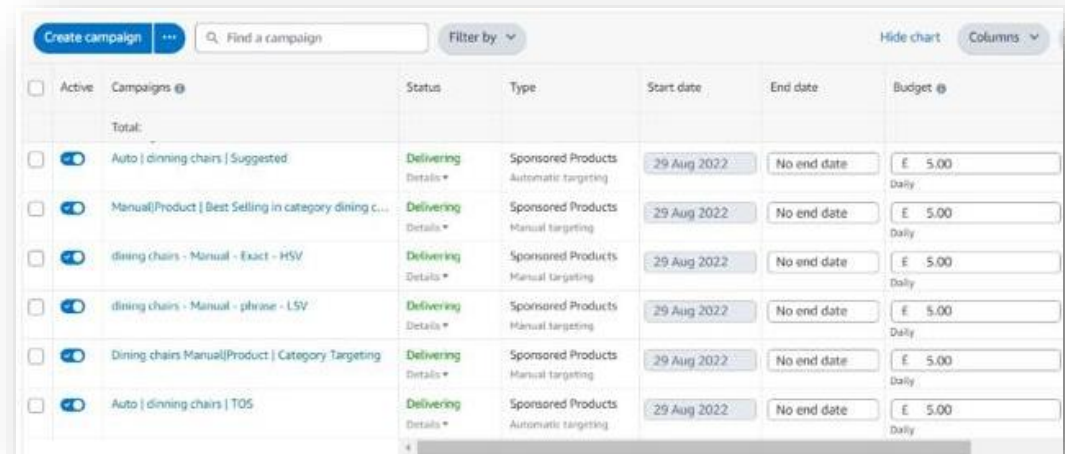 Create campaign ... Find a campaign Filter by Hide chart Columns
Active Campaigns Status Type Start date End date Budget
Total:
Auto | dinning chairs | Suggested Delivering Sponsored Products 29 Aug 2022 No end date £ 5.00
Details Automatic targeting Daily
Manual|Product | Best Selling in category dining c... Delivering Sponsored Products 29 Aug 2022 No end date £ 5.00
Details Manual targeting Daily
dining chairs - Manual - Exact - HSV Delivering Sponsored Products 29 Aug 2022 No end date £ 5.00
Details Manual targeting Daily
dining chairs - Manual - phrase - LSV Delivering Sponsored Products 29 Aug 2022 No end date £ 5.00
Details Manual targeting Daily
Dining chairs Manual|Product | Category Targeting Delivering Sponsored Products 29 Aug 2022 No end date £ 5.00
Details Manual targeting Daily
Auto | dinning chairs | TOS Delivering Sponsored Products 29 Aug 2022 No end date £ 5.00
Details Automatic targeting Daily